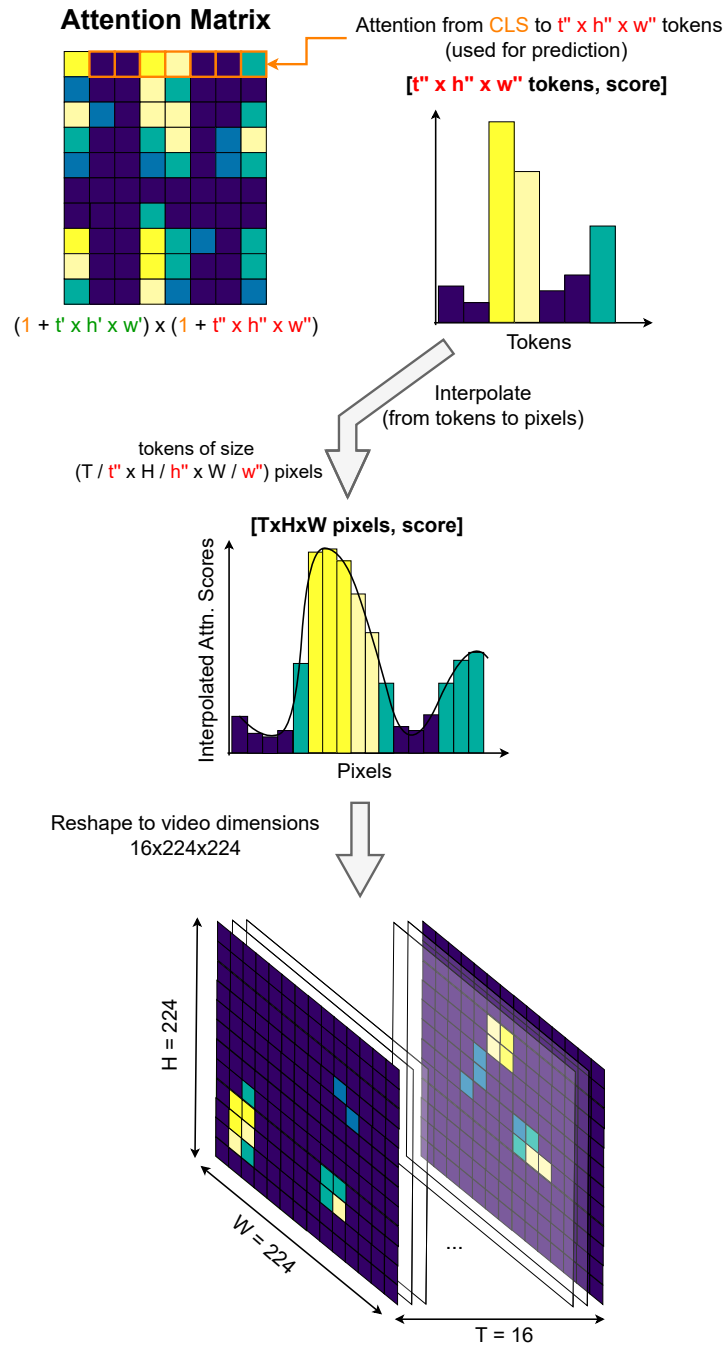 Attention Matrix
Attention from CLS to t" x h" x w" tokens
(used for prediction)
[t" x h" x w" tokens, score]
(1 + t' x h' x w') x (1 + t" x h" x w")
Tokens
Interpolate
(from tokens to pixels)
tokens of size
(T / t" x H / h" x W / w") pixels
[TxHxW pixels, score]
Interpolated Attn. Scores
Pixels
Reshape to video dimensions
16x224x224
H = 224
W = 224
...
T = 16